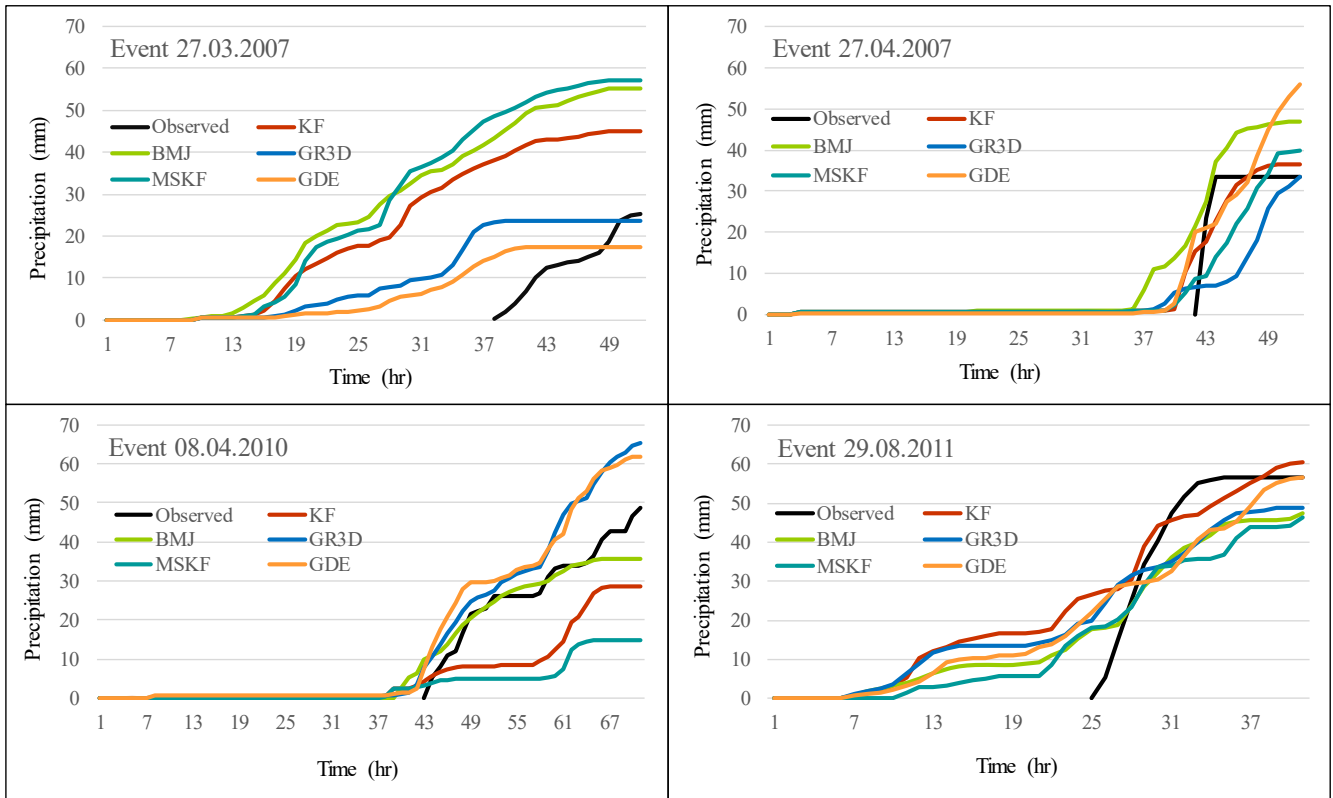 Event 27.03.2007
Precipitation (mm)
70
60
50
40
30
20
10
0
Observed KF
BMJ GR3D
MSKF GDE
1 7 13 19 25 31 37 43 49
Time (hr)
Event 27.04.2007
Precipitation (mm)
70
60
50
40
30
20
10
0
Observed KF
BMJ GR3D
MSKF GDE
1 7 13 19 25 31 37 43 49
Time (hr)
Event 08.04.2010
Precipitation (mm)
70
60
50
40
30
20
10
0
Observed KF
BMJ GR3D
MSKF GDE
1 7 13 19 25 31 37 43 49 55 61 67
Time (hr)
Event 29.08.2011
Precipitation (mm)
70
60
50
40
30
20
10
0
Observed KF
BMJ GR3D
MSKF GDE
1 7 13 19 25 31 37
Time (hr)